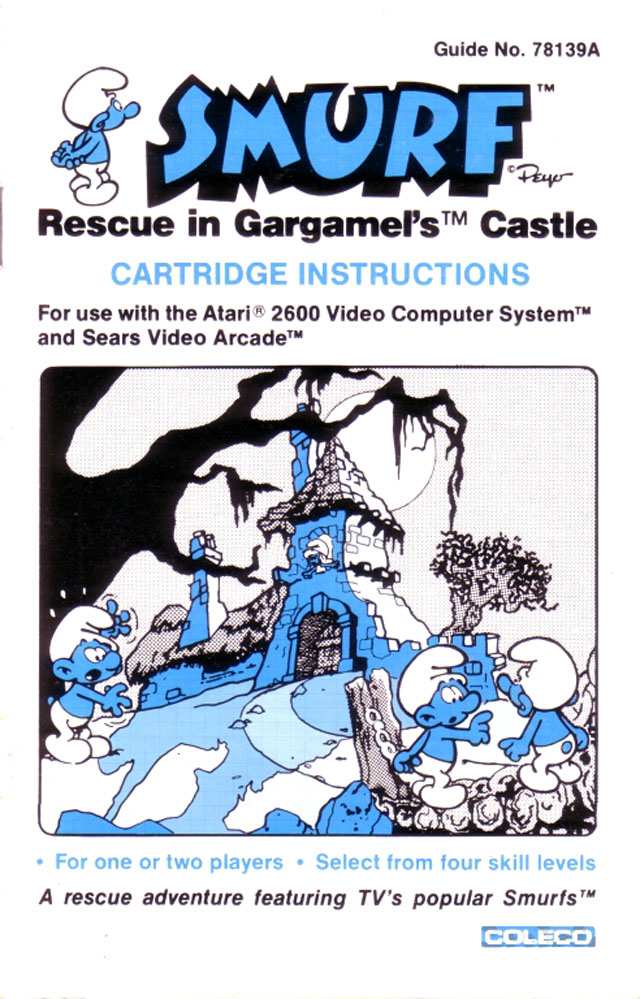 Guide No. 78139A
SMURF™
© Peyo
Rescue in Gargamel's™ Castle
CARTRIDGE INSTRUCTIONS
For use with the Atari® 2600 Video Computer System™
and Sears Video Arcade™
• For one or two players • Select from four skill levels
A rescue adventure featuring TV's popular Smurfs™
COLECO